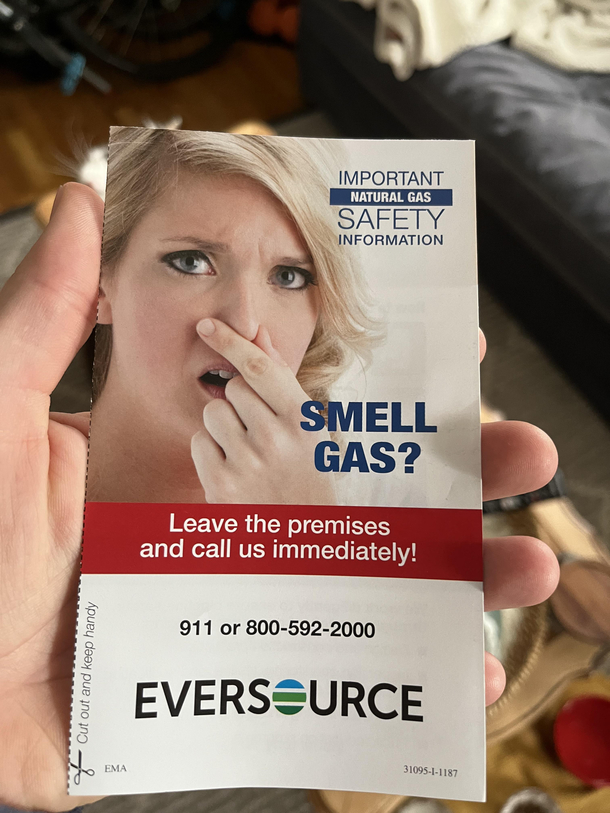 IMPORTANT
NATURAL GAS
SAFETY
INFORMATION
SMELL
GAS?
Leave the premises
and call us immediately!
911 or 800-592-2000
EVERSOURCE
Cut out and keep handy
EMA
31095-I-1187